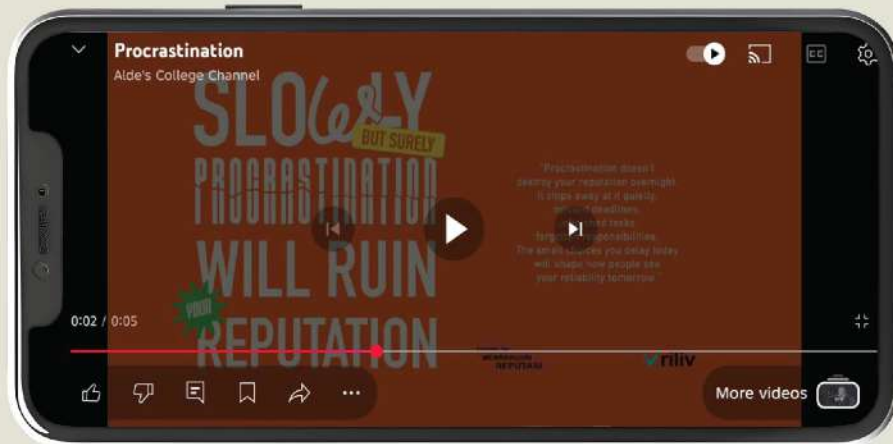 Procrastination
Alde's College Channel
CC
SLOWLY
BUT SURELY
PROCRASTINATION
WILL RUIN
YOUR
REPUTATION
"Procrastination doesn't
destroy your reputation overnight.
It chips away at it quietly,
deadlines,
tasks
responsibilities.
The small choices you delay today
will shape how people see
your reliability tomorrow."
REPUTASI
riliv
0:02 / 0:05
More videos